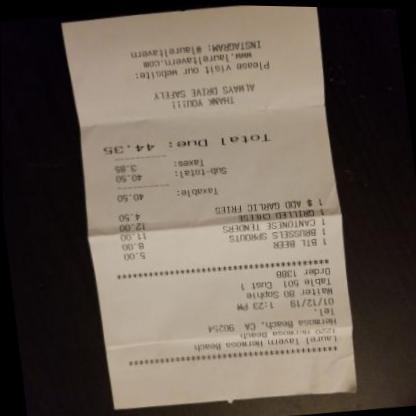 ********************************
Laurel Tavern Hermosa Beach
1220 Hermosa Beach
Hermosa Beach, CA 90254
Tel.
01/12/19 1:23 PM
Waiter 80 Sophie
Table 501 Cust 1
Order 1388
********************************
1 BTL BEER 5.00
1 BRUSSELS SPROUTS 8.00
1 CANTONESE TENDERS 11.00
1 GRILLED CHEESE 12.00
1 $ ADD GARLIC FRIES 4.50
Taxable: 40.50
Sub-total: 40.50
Taxes: 3.85
Total Due: 44.35
THANK YOU!!!
ALWAYS DRIVE SAFELY
Please visit our website:
www.laureltavern.com
INSTAGRAM: #laureltavern